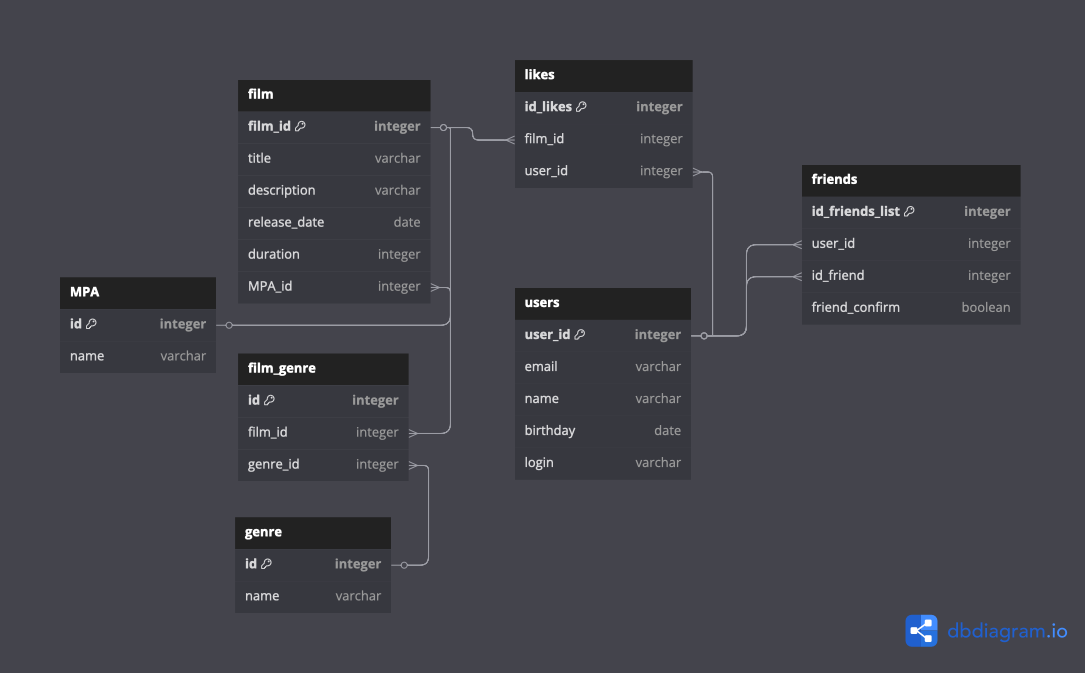 film
film_id integer
title varchar
description varchar
release_date date
duration integer
MPA_id integer
likes
id_likes integer
film_id integer
user_id integer
friends
id_friends_list integer
user_id integer
id_friend integer
friend_confirm boolean
MPA
id integer
name varchar
users
user_id integer
email varchar
name varchar
birthday date
login varchar
film_genre
id integer
film_id integer
genre_id integer
genre
id integer
name varchar
dbdiagram.io